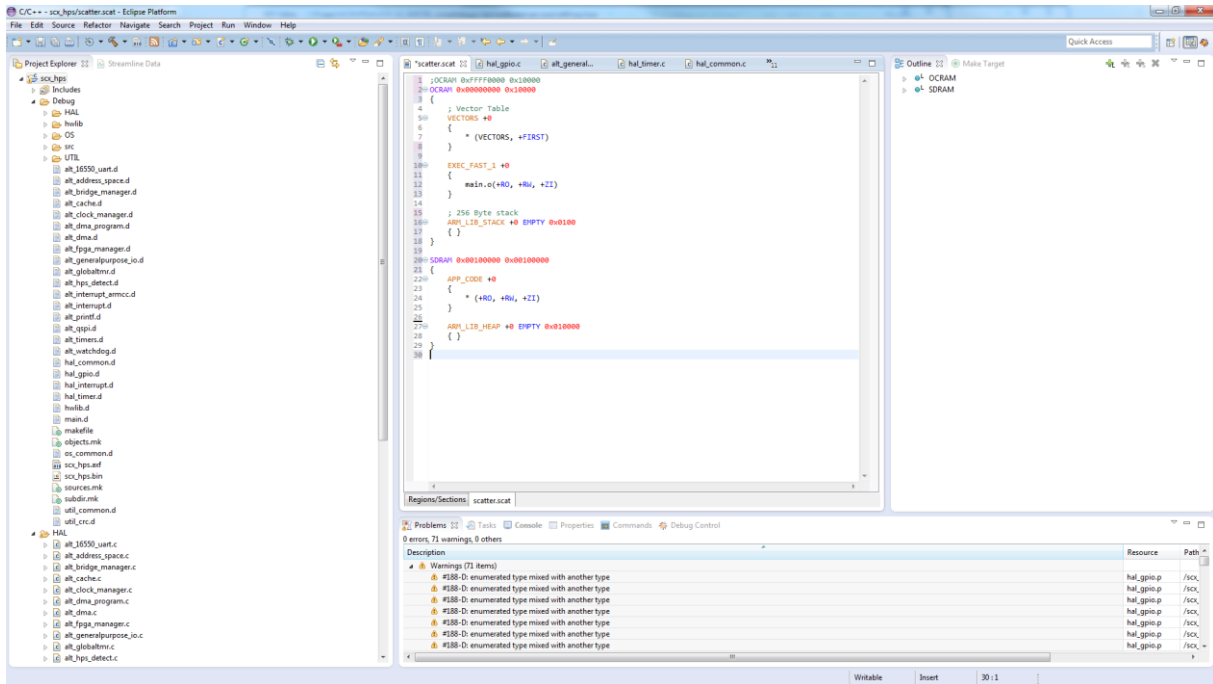 C/C++ - scx_hps/scatter.scat - Eclipse Platform
File Edit Source Refactor Navigate Search Project Run Window Help
Quick Access
Project Explorer
Streamline Data
scx_hps
Includes
Debug
HAL
hwlib
OS
src
UTIL
alt_16550_uart.d
alt_address_space.d
alt_bridge_manager.d
alt_cache.d
alt_clock_manager.d
alt_dma_program.d
alt_dma.d
alt_fpga_manager.d
alt_generalpurpose_io.d
alt_globaltmr.d
alt_hps_detect.d
alt_interrupt_armcc.d
alt_interrupt.d
alt_printf.d
alt_qspi.d
alt_timers.d
alt_watchdog.d
hal_common.d
hal_gpio.d
hal_interrupt.d
hal_timer.d
hwlib.d
main.d
makefile
objects.mk
os_common.d
scx_hps.axf
scx_hps.bin
sources.mk
subdir.mk
util_common.d
util_crc.d
HAL
alt_16550_uart.c
alt_address_space.c
alt_bridge_manager.c
alt_cache.c
alt_clock_manager.c
alt_dma_program.c
alt_dma.c
alt_fpga_manager.c
alt_generalpurpose_io.c
alt_globaltmr.c
alt_hps_detect.c
*scatter.scat hal_gpio.c alt_general... hal_timer.c hal_common.c »11
1 ;OCRAM 0xFFFF0000 0x10000
2 OCRAM 0x00000000 0x10000
3 {
4 ; Vector Table
5 VECTORS +0
6 {
7 * (VECTORS, +FIRST)
8 }
9
10 EXEC_FAST_1 +0
11 {
12 main.o(+RO, +RW, +ZI)
13 }
14
15 ; 256 Byte stack
16 ARM_LIB_STACK +0 EMPTY 0x0100
17 { }
18 }
19
20 SDRAM 0x00100000 0x00100000
21 {
22 APP_CODE +0
23 {
24 * (+RO, +RW, +ZI)
25 }
26
27 ARM_LIB_HEAP +0 EMPTY 0x010000
28 { }
29 }
30
Regions/Sections scatter.scat
Outline Make Target
OCRAM
SDRAM
Problems Tasks Console Properties Commands Debug Control
0 errors, 71 warnings, 0 others
Description Resource Path
Warnings (71 items)
#188-D: enumerated type mixed with another type hal_gpio.p /scx_
#188-D: enumerated type mixed with another type hal_gpio.p /scx_
#188-D: enumerated type mixed with another type hal_gpio.p /scx_
#188-D: enumerated type mixed with another type hal_gpio.p /scx_
#188-D: enumerated type mixed with another type hal_gpio.p /scx_
#188-D: enumerated type mixed with another type hal_gpio.p /scx_
#188-D: enumerated type mixed with another type hal_gpio.p /scx_
Writable Insert 30 : 1